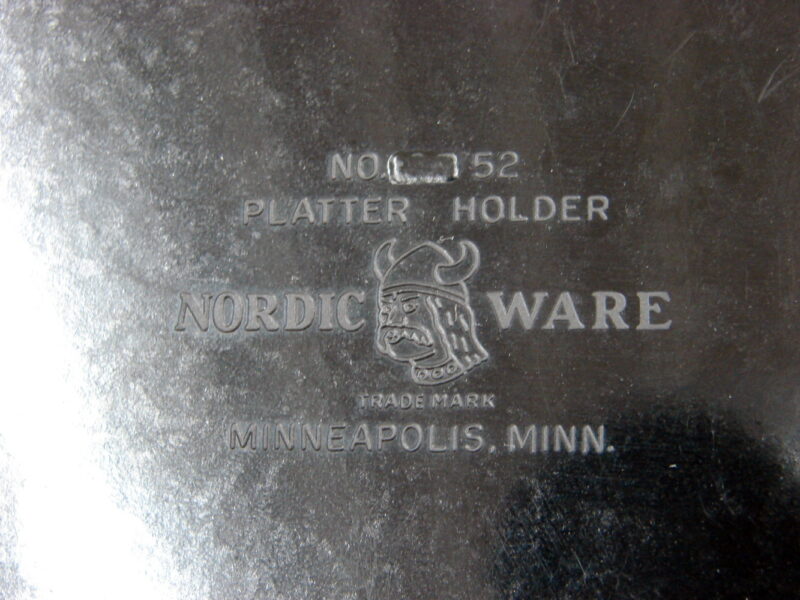 NO. 52
PLATTER HOLDER
NORDIC WARE
TRADE MARK
MINNEAPOLIS, MINN.